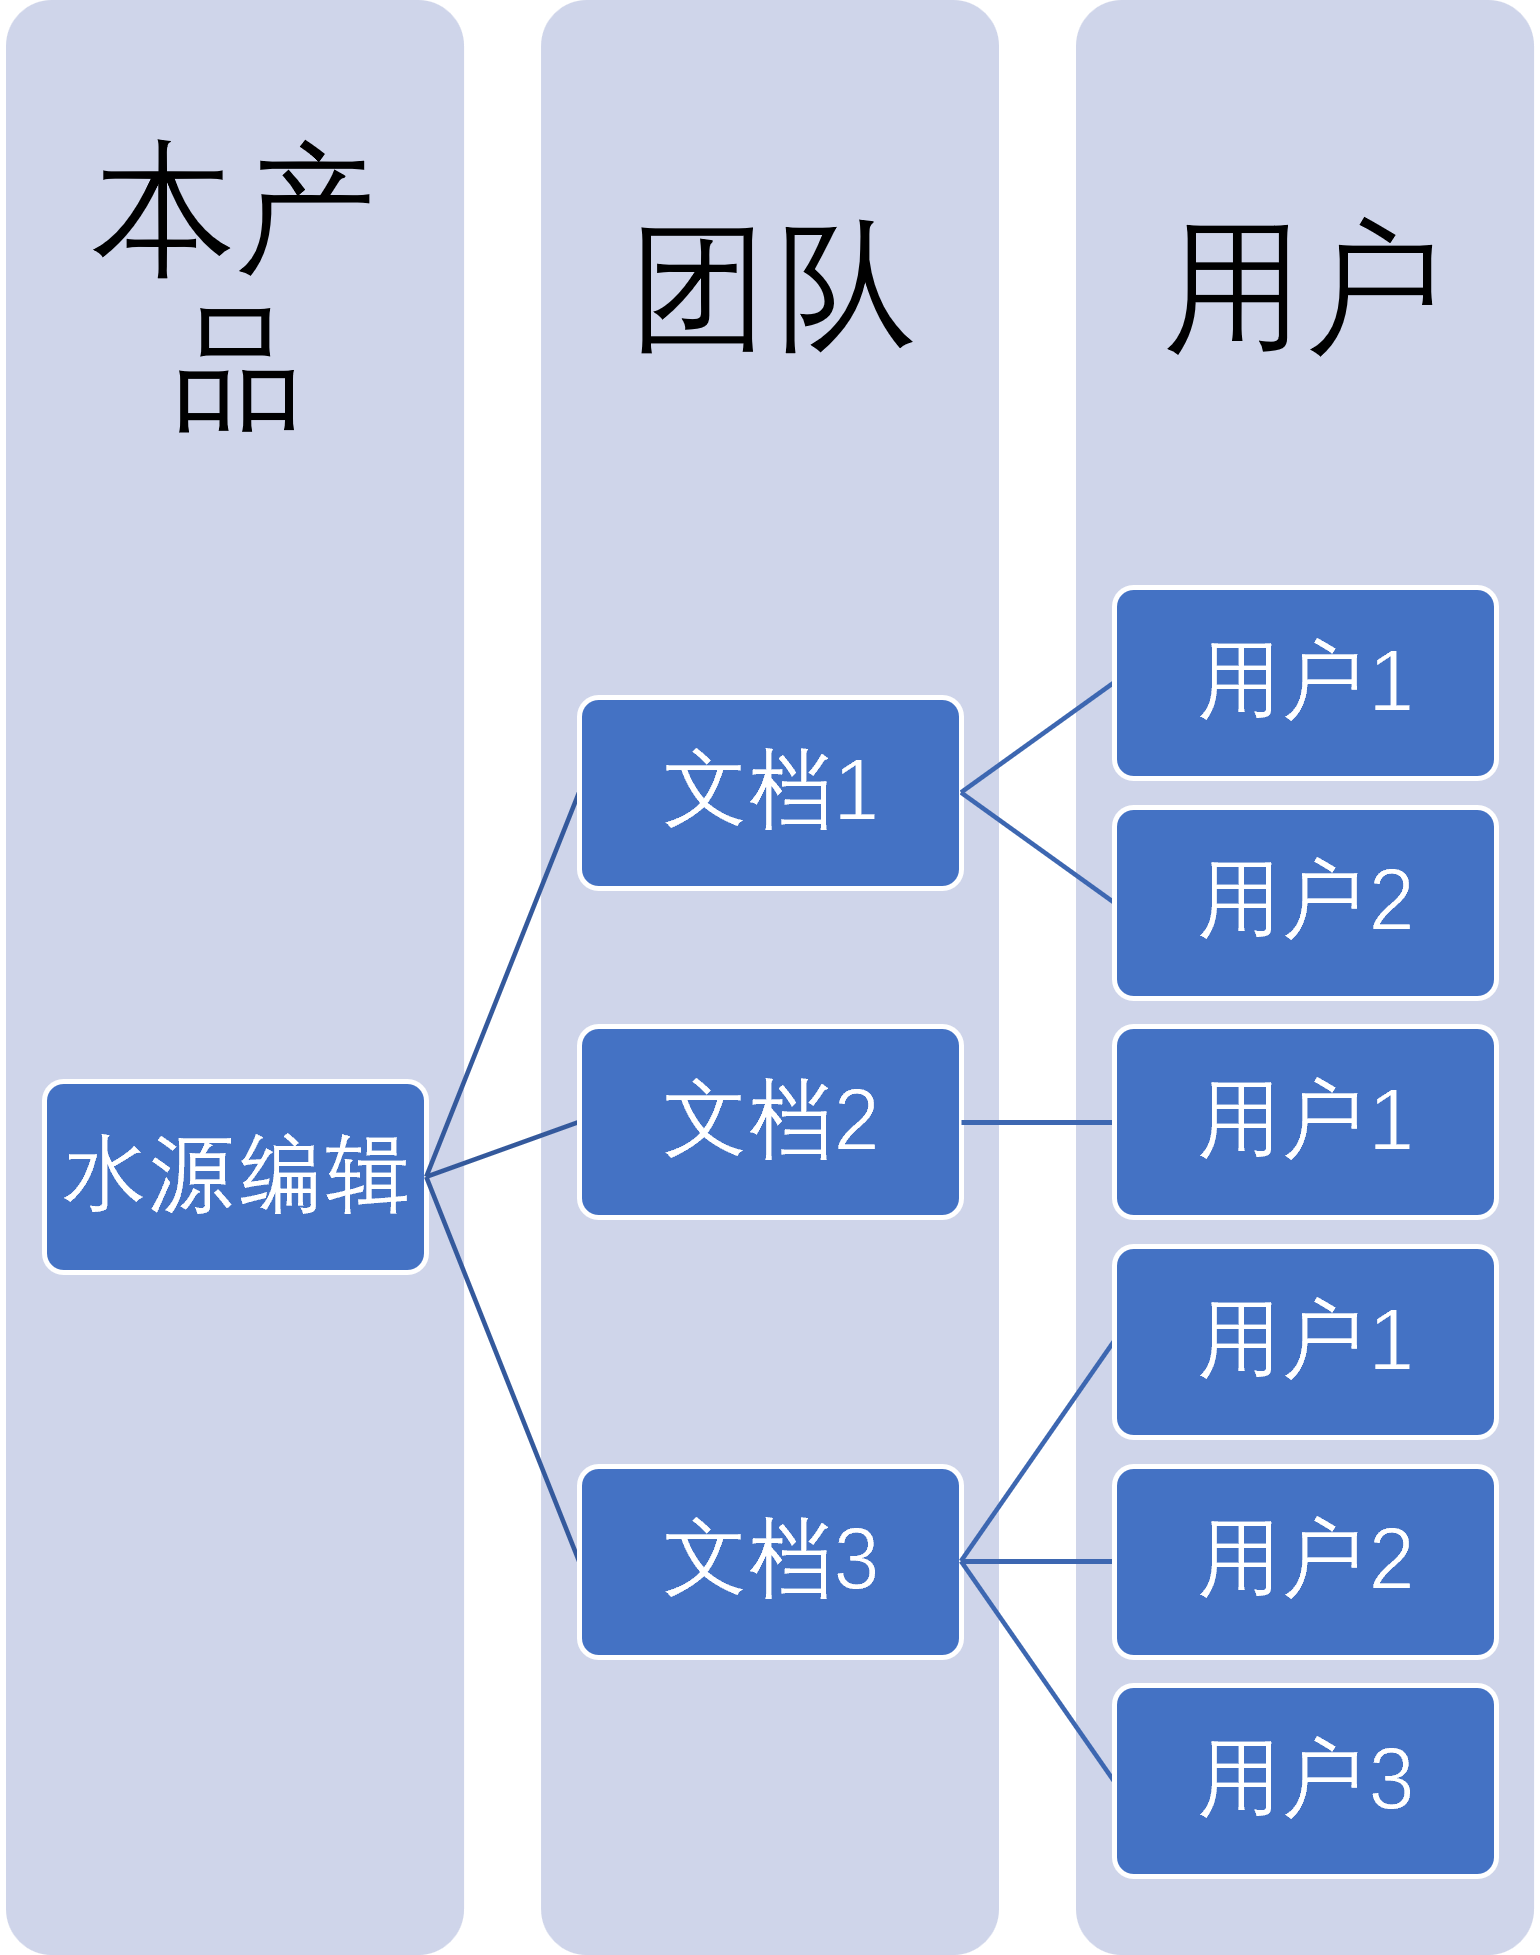 本产
品
团队
用户
水源编辑
文档1
用户1
用户2
文档2
用户1
文档3
用户1
用户2
用户3